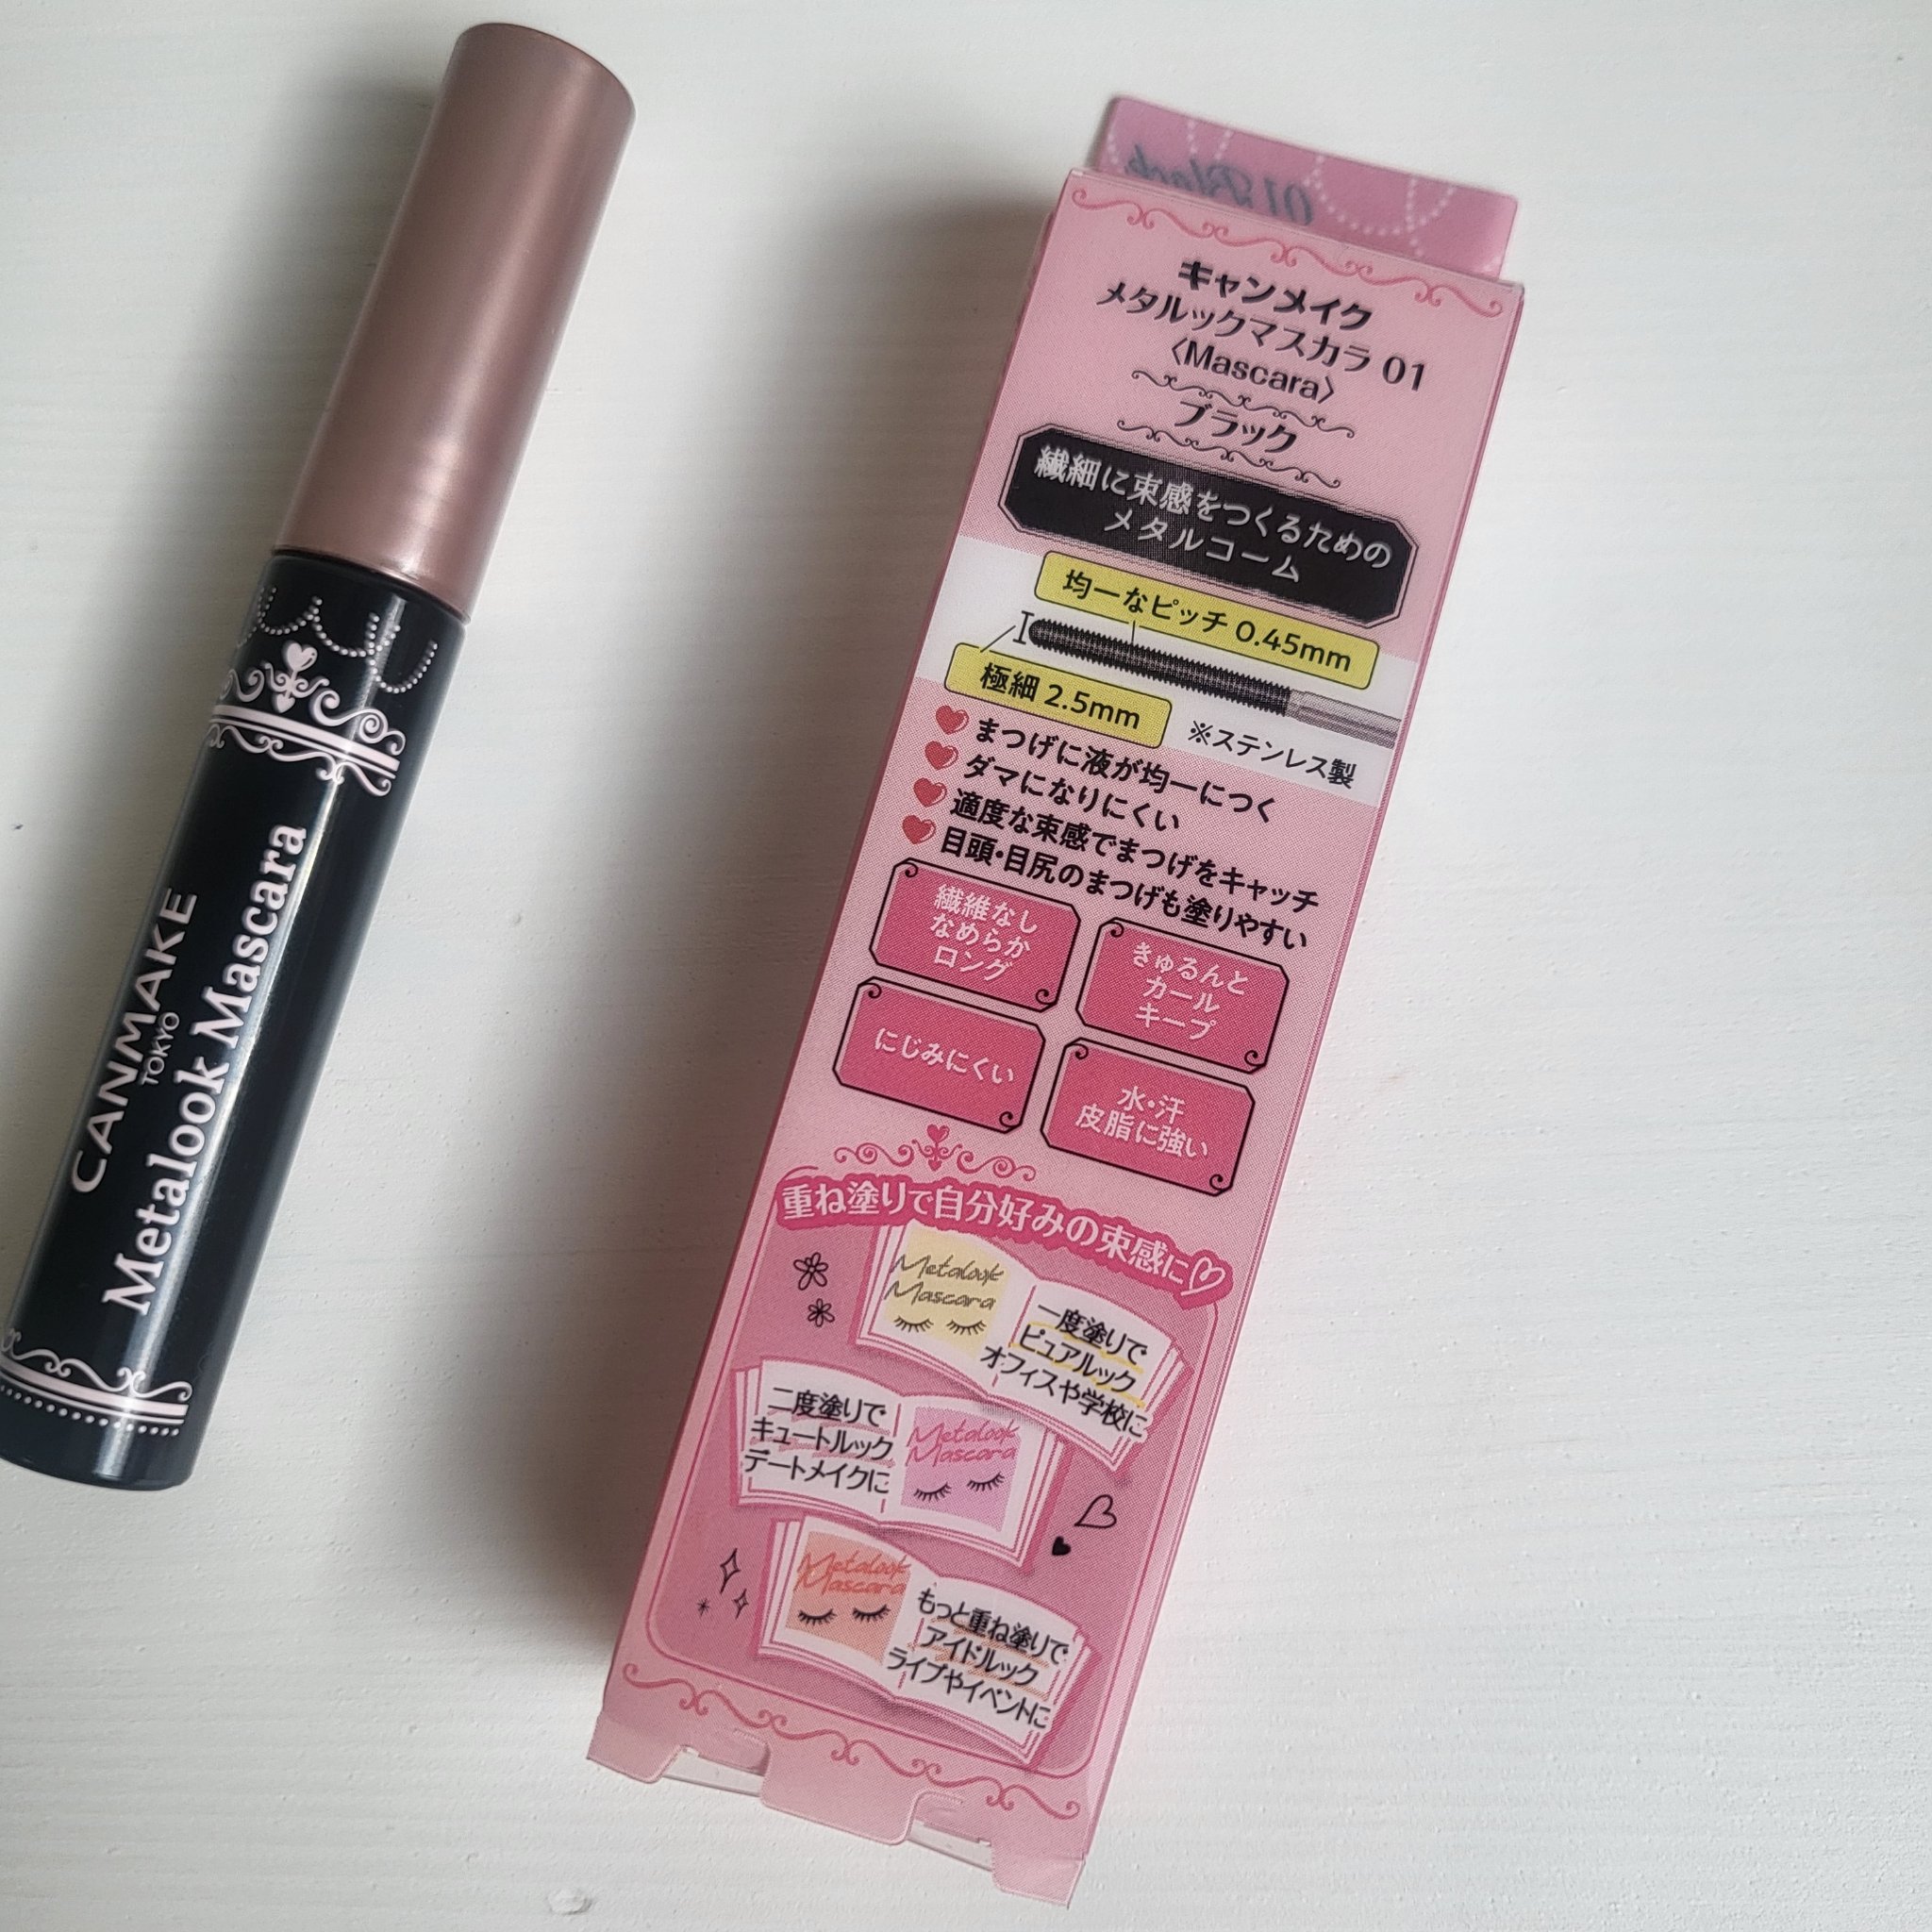 CANMAKE
TOKYO
Metalook Mascara
01 Black
キャンメイク
メタルックマスカラ 01
〈Mascara〉
ブラック
繊細に束感をつくるための
メタルコーム
均一なピッチ 0.45mm
極細 2.5mm
※ステンレス製
まつげに液が均一につく
ダマになりにくい
適度な束感でまつげをキャッチ
目頭・目尻のまつげも塗りやすい
繊維なし
なめらか
ロング
きゅるんと
カール
キープ
にじみにくい
水・汗
皮脂に強い
重ね塗りで自分好みの束感に♡
Metalook
Mascara
一度塗りで
ピュアルック
オフィスや学校に
二度塗りで
キュートルック
デートメイクに
Metalook
Mascara
Metalook
Mascara
もっと重ね塗りで
アイドルック
ライブやイベントに